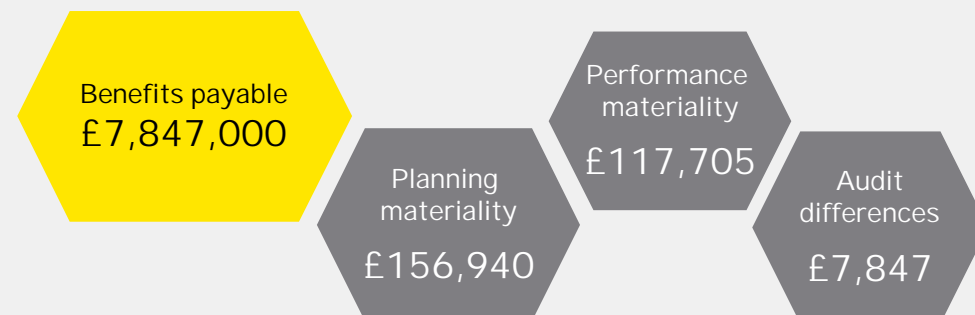 Benefits payable
£7,847,000
Planning
materiality
£156,940
Performance
materiality
£117,705
Audit
differences
£7,847